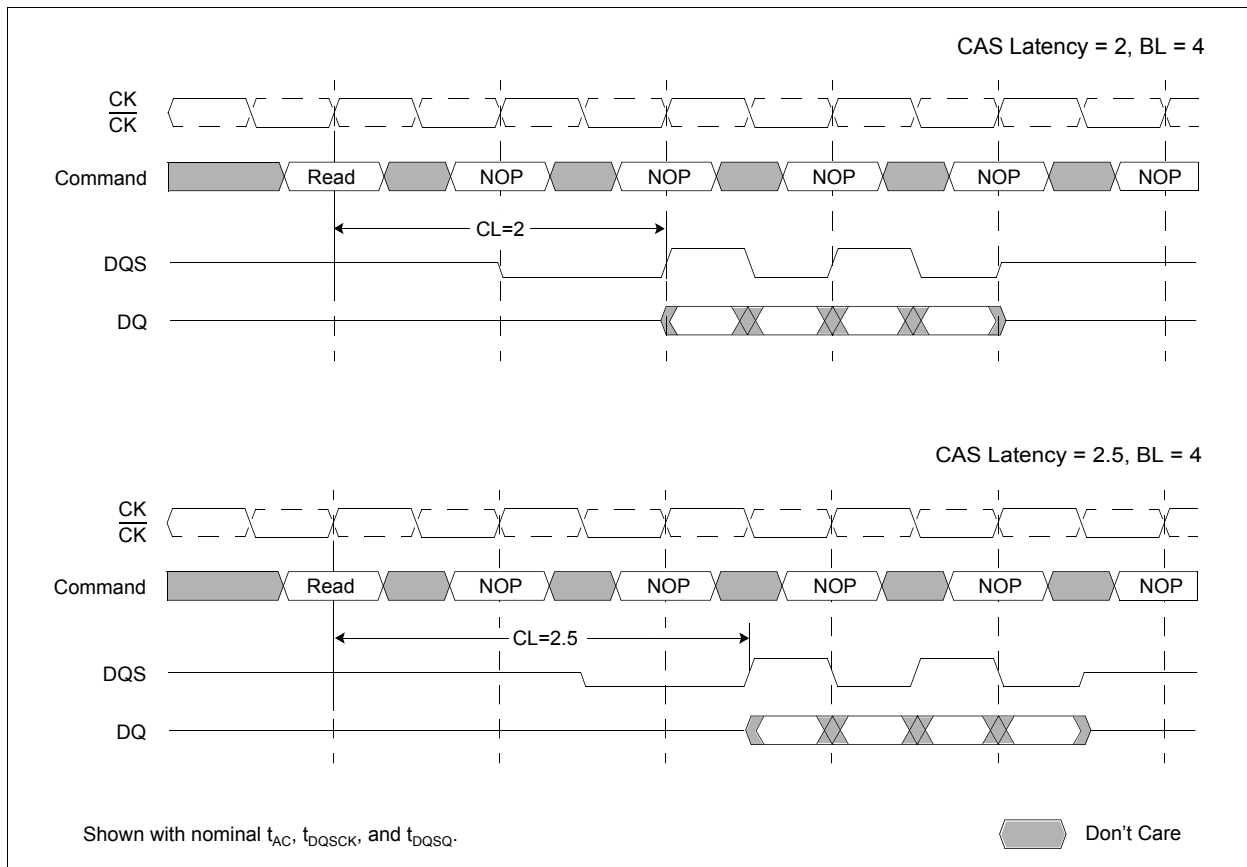 CAS Latency = 2, BL = 4
CK
CK
Command
Read
NOP
NOP
NOP
NOP
NOP
CL=2
DQS
DQ
CAS Latency = 2.5, BL = 4
CK
CK
Command
Read
NOP
NOP
NOP
NOP
NOP
CL=2.5
DQS
DQ
Shown with nominal tAC, tDQSCK, and tDQSQ.
Don't Care